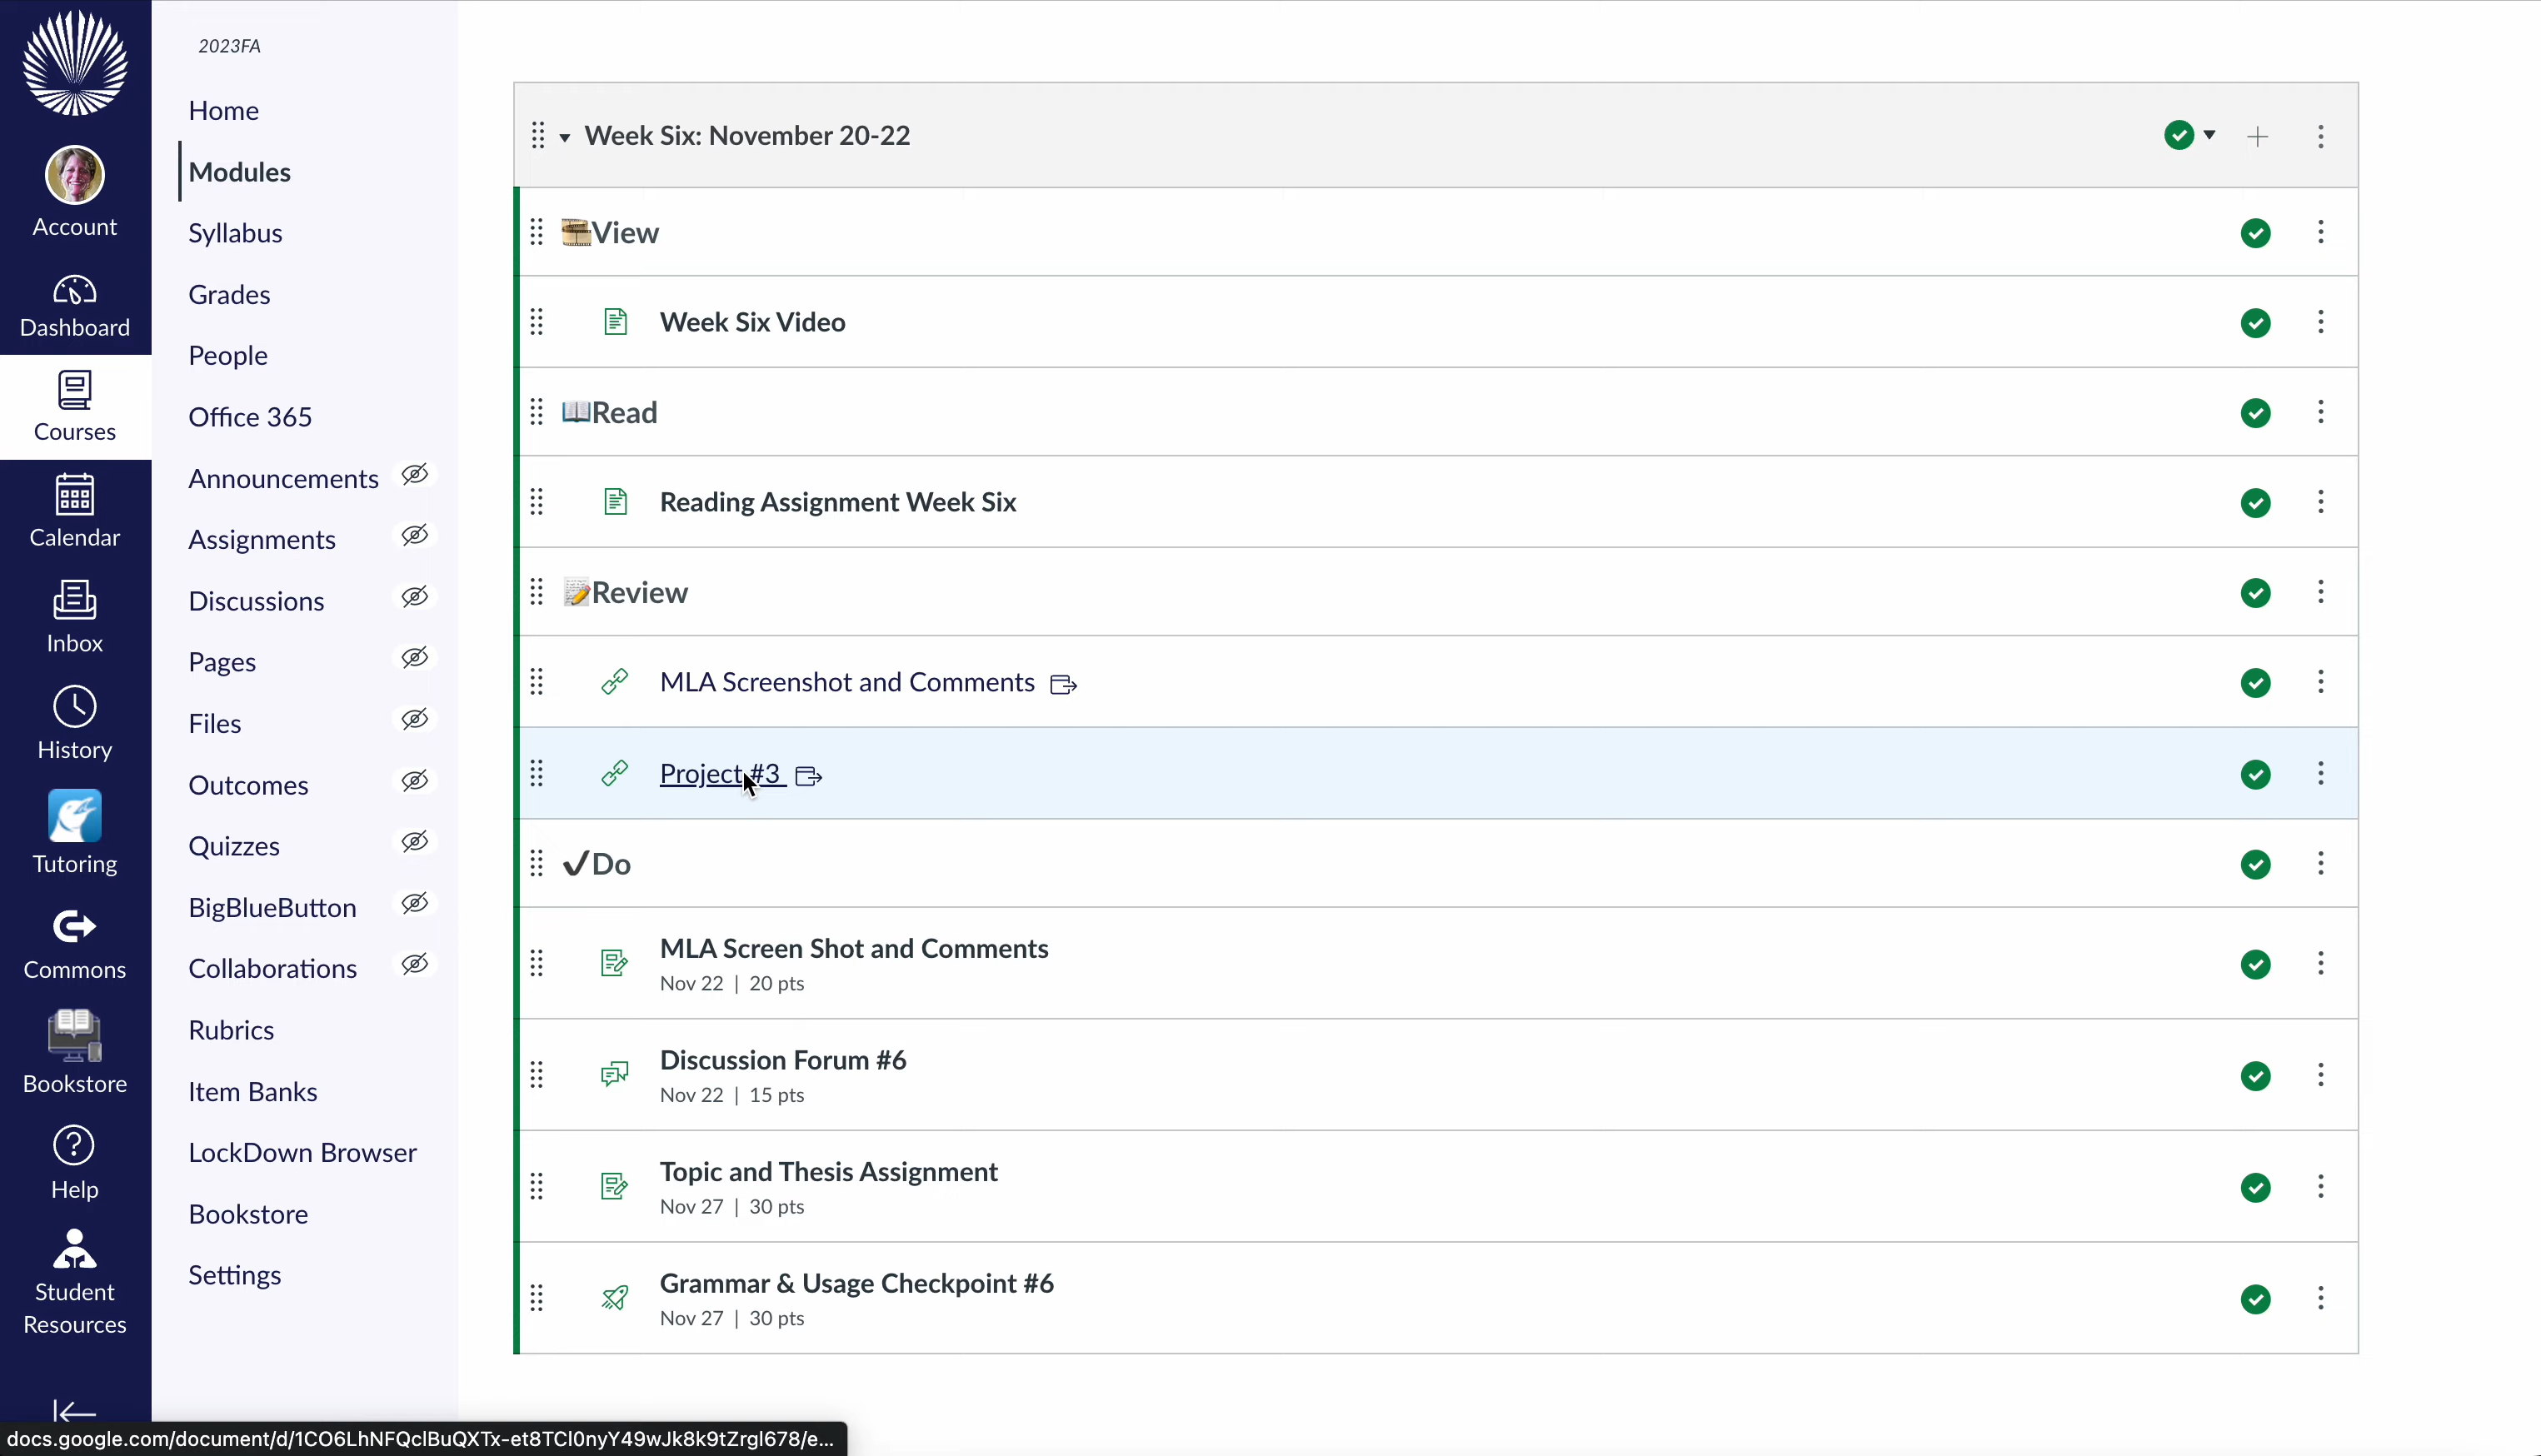 2023FA
Account
Dashboard
Courses
Calendar
Inbox
History
Tutoring
Commons
Bookstore
Help
Student
Resources
Home
Modules
Syllabus
Grades
People
Office 365
Announcements
Assignments
Discussions
Pages
Files
Outcomes
Quizzes
BigBlueButton
Collaborations
Rubrics
Item Banks
LockDown Browser
Bookstore
Settings
Week Six: November 20-22
View
Week Six Video
Read
Reading Assignment Week Six
Review
MLA Screenshot and Comments
Project #3
✔Do
MLA Screen Shot and Comments
Nov 22 | 20 pts
Discussion Forum #6
Nov 22 | 15 pts
Topic and Thesis Assignment
Nov 27 | 30 pts
Grammar & Usage Checkpoint #6
Nov 27 | 30 pts
docs.google.com/document/d/1CO6LhNFQclBuQXTx-et8TCl0nyY49wJk8k9tZrgl678/e...